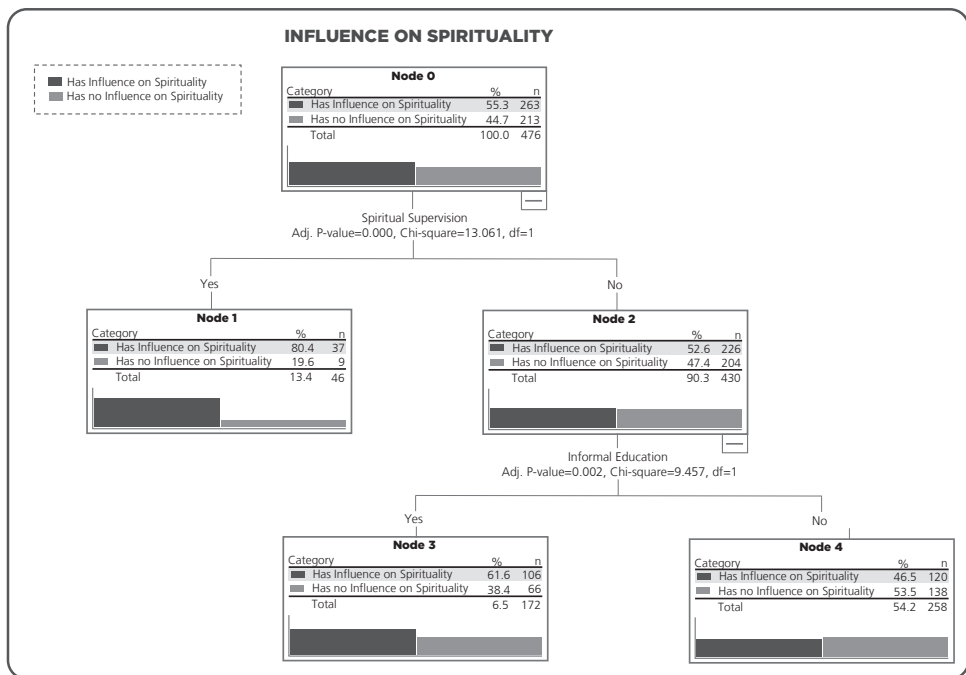 INFLUENCE ON SPIRITUALITY
Has Influence on Spirituality
Has no Influence on Spirituality
Node 0
Category % n
Has Influence on Spirituality 55.3 263
Has no Influence on Spirituality 44.7 213
Total 100.0 476
Spiritual Supervision
Adj. P-value=0.000, Chi-square=13.061, df=1
Yes
No
Node 1
Category % n
Has Influence on Spirituality 80.4 37
Has no Influence on Spirituality 19.6 9
Total 13.4 46
Node 2
Category % n
Has Influence on Spirituality 52.6 226
Has no Influence on Spirituality 47.4 204
Total 90.3 430
Informal Education
Adj. P-value=0.002, Chi-square=9.457, df=1
Yes
No
Node 3
Category % n
Has Influence on Spirituality 61.6 106
Has no Influence on Spirituality 38.4 66
Total 6.5 172
Node 4
Category % n
Has Influence on Spirituality 46.5 120
Has no Influence on Spirituality 53.5 138
Total 54.2 258